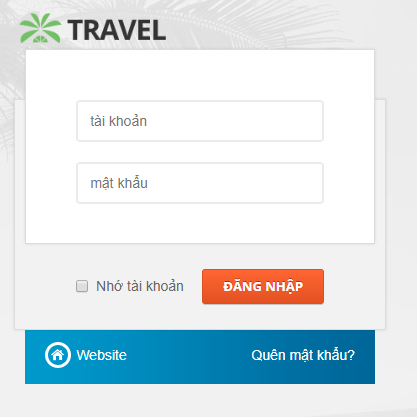 TRAVEL
tài khoản
mật khẩu
Nhớ tài khoản
ĐĂNG NHẬP
Website
Quên mật khẩu?